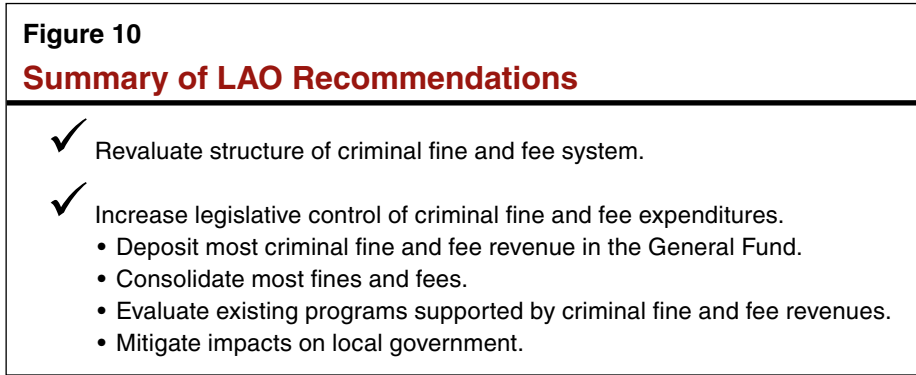 Figure 10
Summary of LAO Recommendations
✓ Revaluate structure of criminal fine and fee system.
✓ Increase legislative control of criminal fine and fee expenditures.
• Deposit most criminal fine and fee revenue in the General Fund.
• Consolidate most fines and fees.
• Evaluate existing programs supported by criminal fine and fee revenues.
• Mitigate impacts on local government.